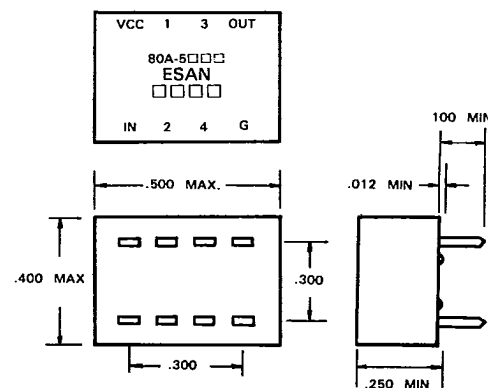 VCC 1 3 OUT
80A-5□□□
ESAN
□□□□
IN 2 4 G
100 MIN
.500 MAX.
.012 MIN
.400 MAX
.300
.300
.250 MIN